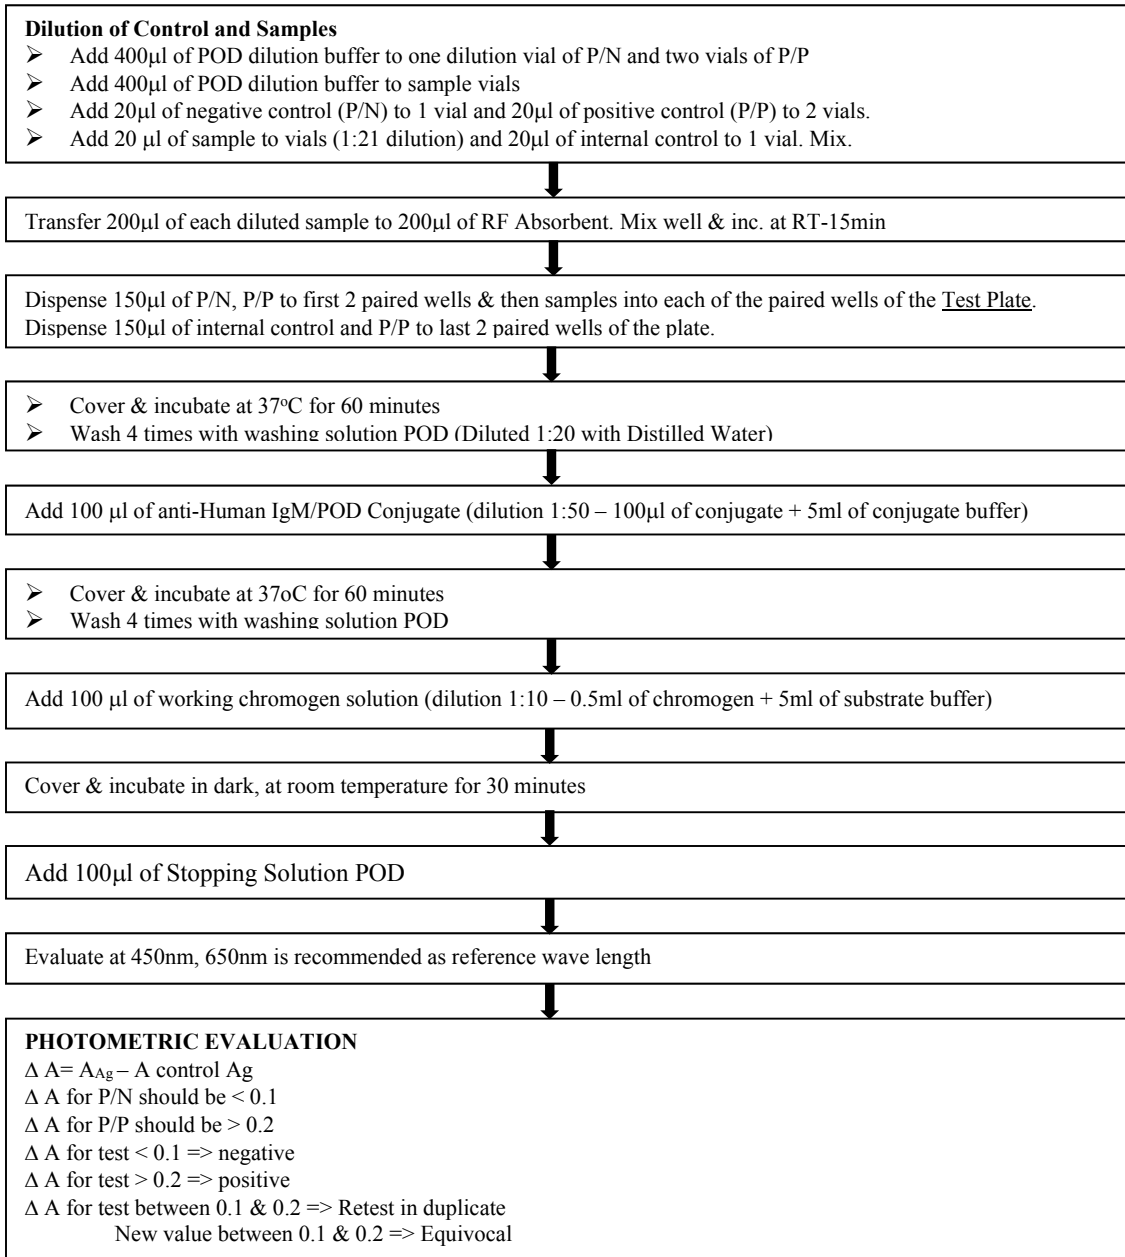 Dilution of Control and Samples
➢ Add 400μl of POD dilution buffer to one dilution vial of P/N and two vials of P/P
➢ Add 400μl of POD dilution buffer to sample vials
➢ Add 20μl of negative control (P/N) to 1 vial and 20μl of positive control (P/P) to 2 vials.
➢ Add 20 μl of sample to vials (1:21 dilution) and 20μl of internal control to 1 vial. Mix.
Transfer 200μl of each diluted sample to 200μl of RF Absorbent. Mix well & inc. at RT-15min
Dispense 150μl of P/N, P/P to first 2 paired wells & then samples into each of the paired wells of the Test Plate.
Dispense 150μl of internal control and P/P to last 2 paired wells of the plate.
➢ Cover & incubate at 37°C for 60 minutes
➢ Wash 4 times with washing solution POD (Diluted 1:20 with Distilled Water)
Add 100 μl of anti-Human IgM/POD Conjugate (dilution 1:50 – 100μl of conjugate + 5ml of conjugate buffer)
➢ Cover & incubate at 37oC for 60 minutes
➢ Wash 4 times with washing solution POD
Add 100 μl of working chromogen solution (dilution 1:10 – 0.5ml of chromogen + 5ml of substrate buffer)
Cover & incubate in dark, at room temperature for 30 minutes
Add 100μl of Stopping Solution POD
Evaluate at 450nm, 650nm is recommended as reference wave length
PHOTOMETRIC EVALUATION
Δ A= AAg – A control Ag
Δ A for P/N should be < 0.1
Δ A for P/P should be > 0.2
Δ A for test < 0.1 => negative
Δ A for test > 0.2 => positive
Δ A for test between 0.1 & 0.2 => Retest in duplicate
New value between 0.1 & 0.2 => Equivocal